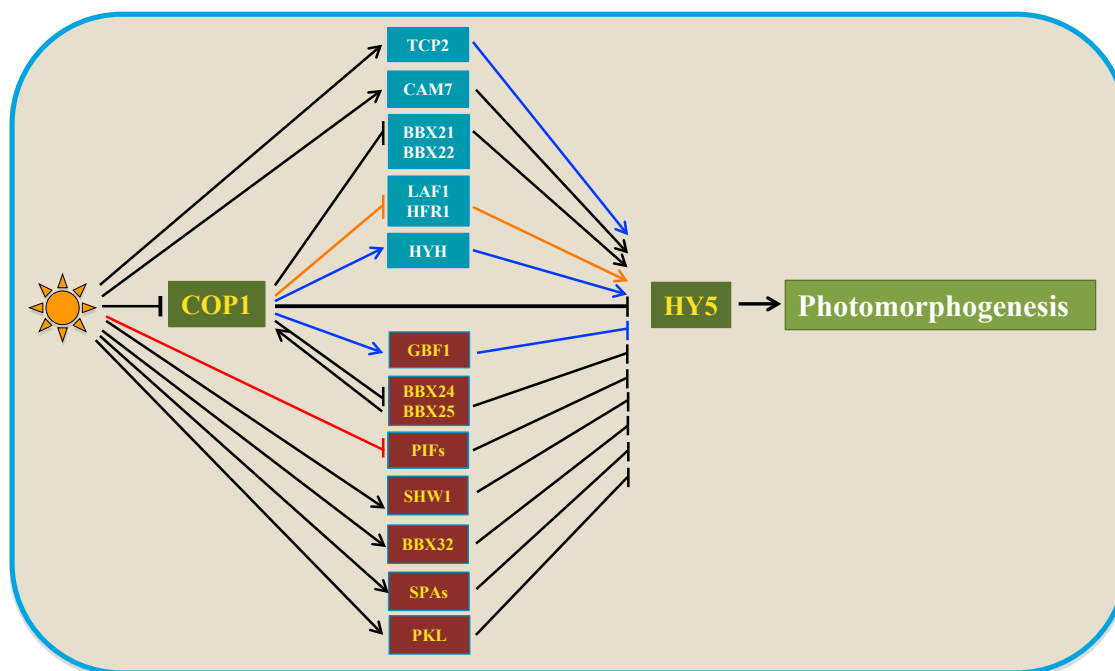 TCP2
CAM7
BBX21
BBX22
LAF1
HFR1
HYH
COP1
HY5
Photomorphogenesis
GBF1
BBX24
BBX25
PIFs
SHW1
BBX32
SPAs
PKL